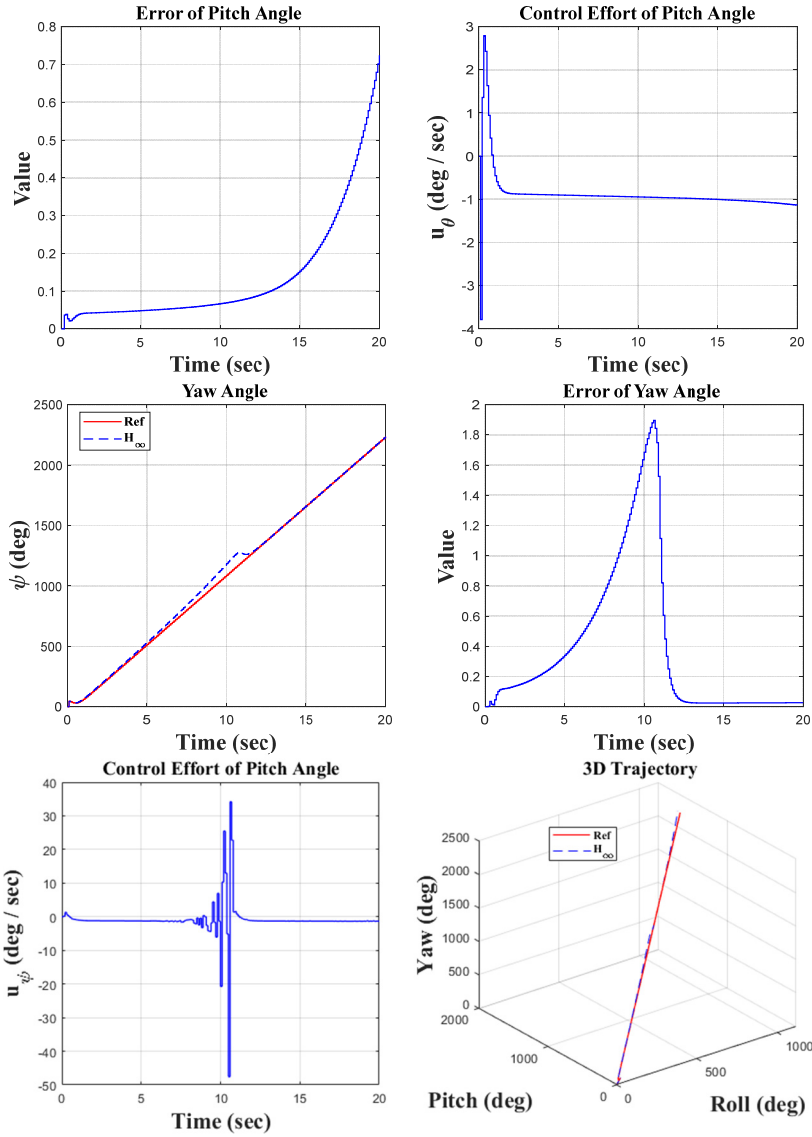 Error of Pitch Angle
0.8
0.7
0.6
0.5
0.4
0.3
0.2
0.1
0
Value
0 5 10 15 20
Time (sec)
Control Effort of Pitch Angle
3
2
1
0
-1
-2
-3
-4
u_θ (deg / sec)
0 5 10 15 20
Time (sec)
Yaw Angle
2500
2000
1500
1000
500
0
ψ (deg)
Ref
H∞
0 5 10 15 20
Time (sec)
Error of Yaw Angle
2
1.8
1.6
1.4
1.2
1
0.8
0.6
0.4
0.2
0
Value
0 5 10 15 20
Time (sec)
Control Effort of Pitch Angle
40
30
20
10
0
-10
-20
-30
-40
-50
u_ψ̇ (deg / sec)
0 5 10 15 20
Time (sec)
3D Trajectory
Ref
H∞
2500
2000
1500
1000
500
0
Yaw (deg)
2000
1000
0
Pitch (deg)
0
500
1000
Roll (deg)